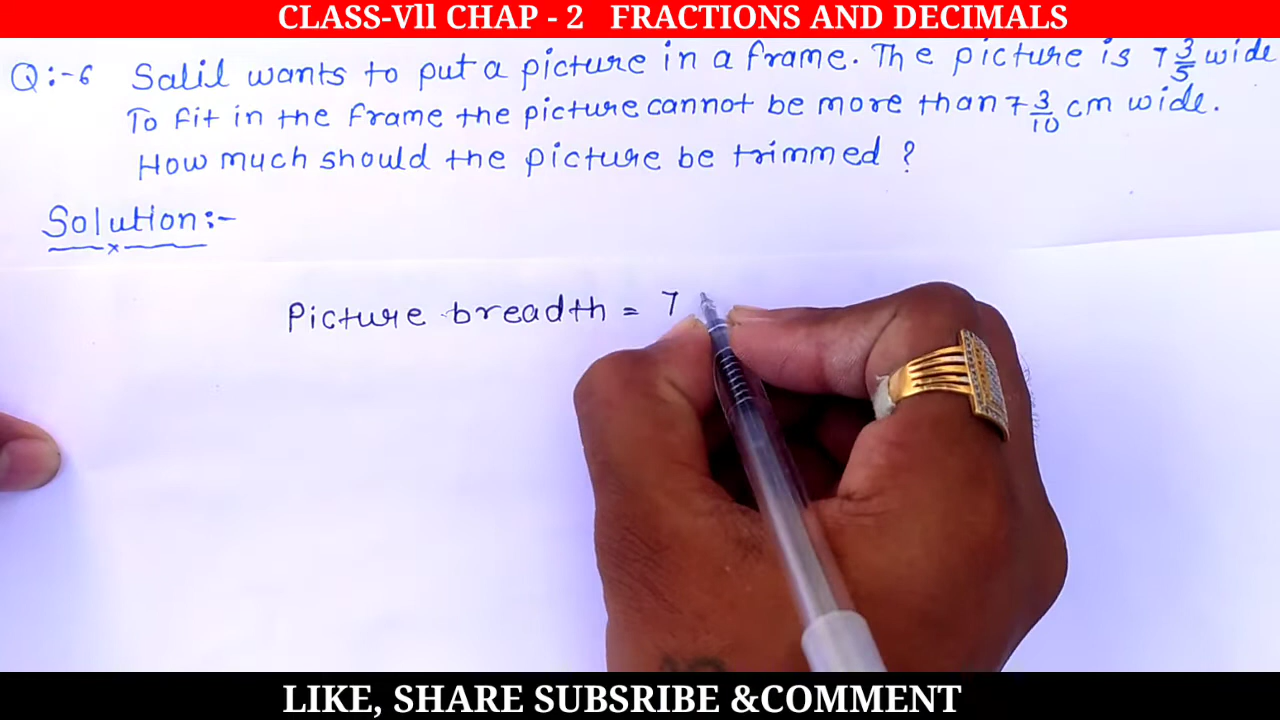 CLASS-Vll CHAP - 2 FRACTIONS AND DECIMALS
Q:-6 Salil wants to put a picture in a frame. The picture is 7 3/5 wide
To fit in the frame the picture cannot be more than 7 3/10 cm wide.
How much should the picture be trimmed ?
Solution:-
Picture breadth = 7
LIKE, SHARE SUBSRIBE &COMMENT